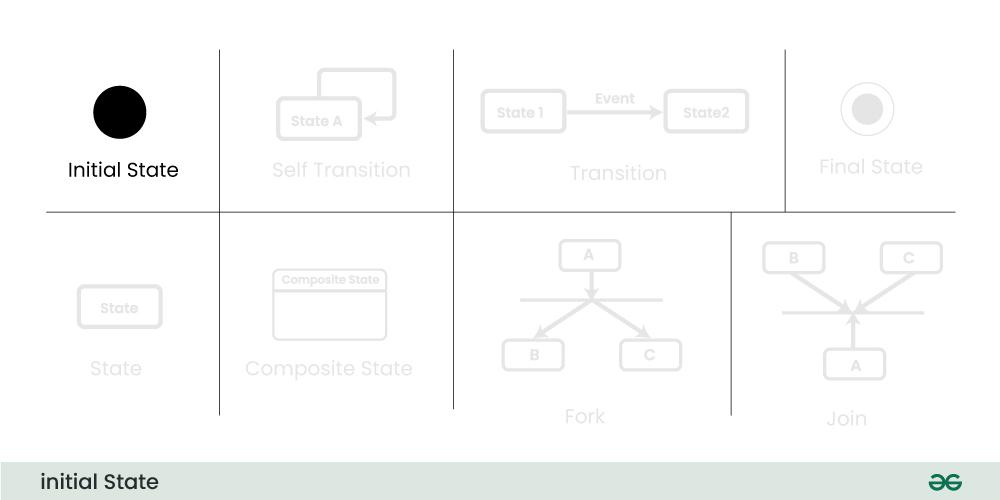 Initial State
State A
Self Transition
State 1
Event
State2
Transition
Final State
State
State
Composite State
Composite State
A
B
C
Fork
B
C
A
Join
initial State